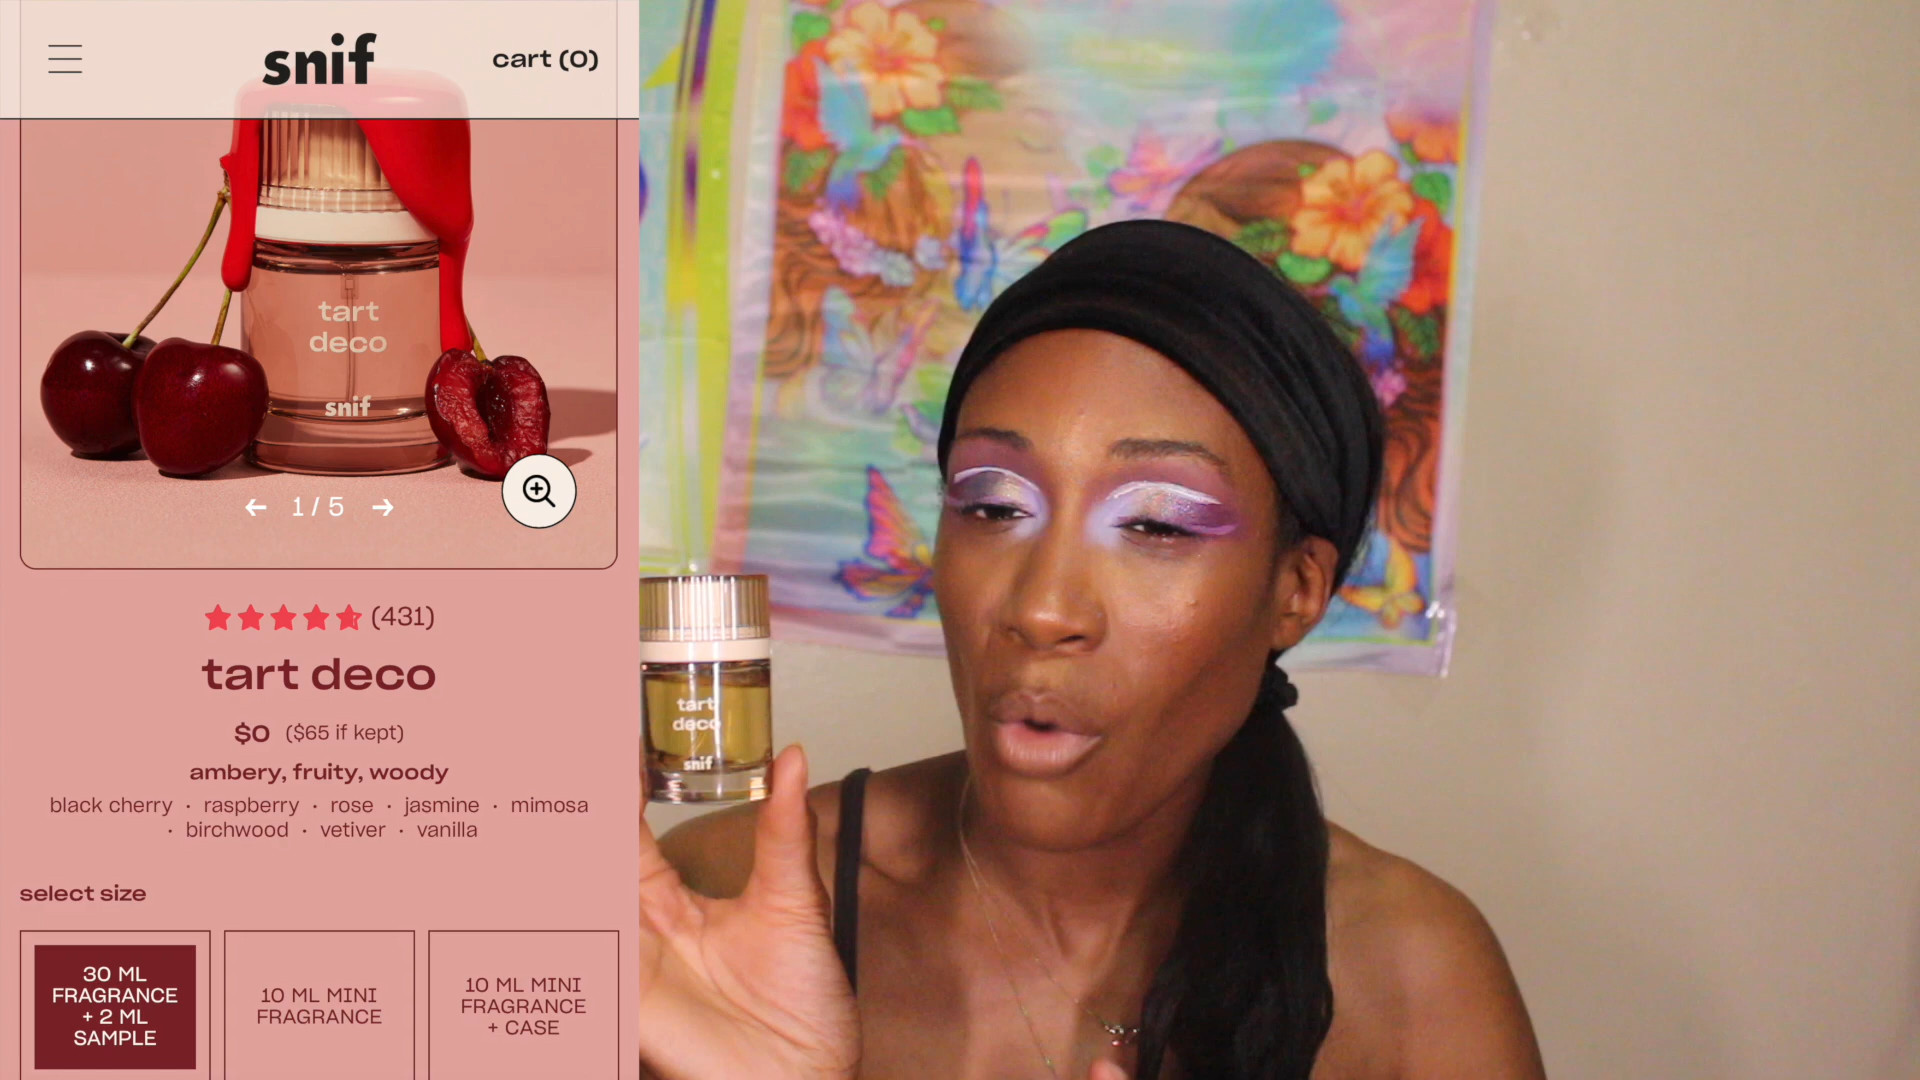 snif
cart (0)
tart
deco
snif
1 / 5
(431)
tart deco
$0 ($65 if kept)
ambery, fruity, woody
black cherry · raspberry · rose · jasmine · mimosa
· birchwood · vetiver · vanilla
select size
30 ML
FRAGRANCE
+ 2 ML
SAMPLE
10 ML MINI
FRAGRANCE
10 ML MINI
FRAGRANCE
+ CASE
tart
deco
snif